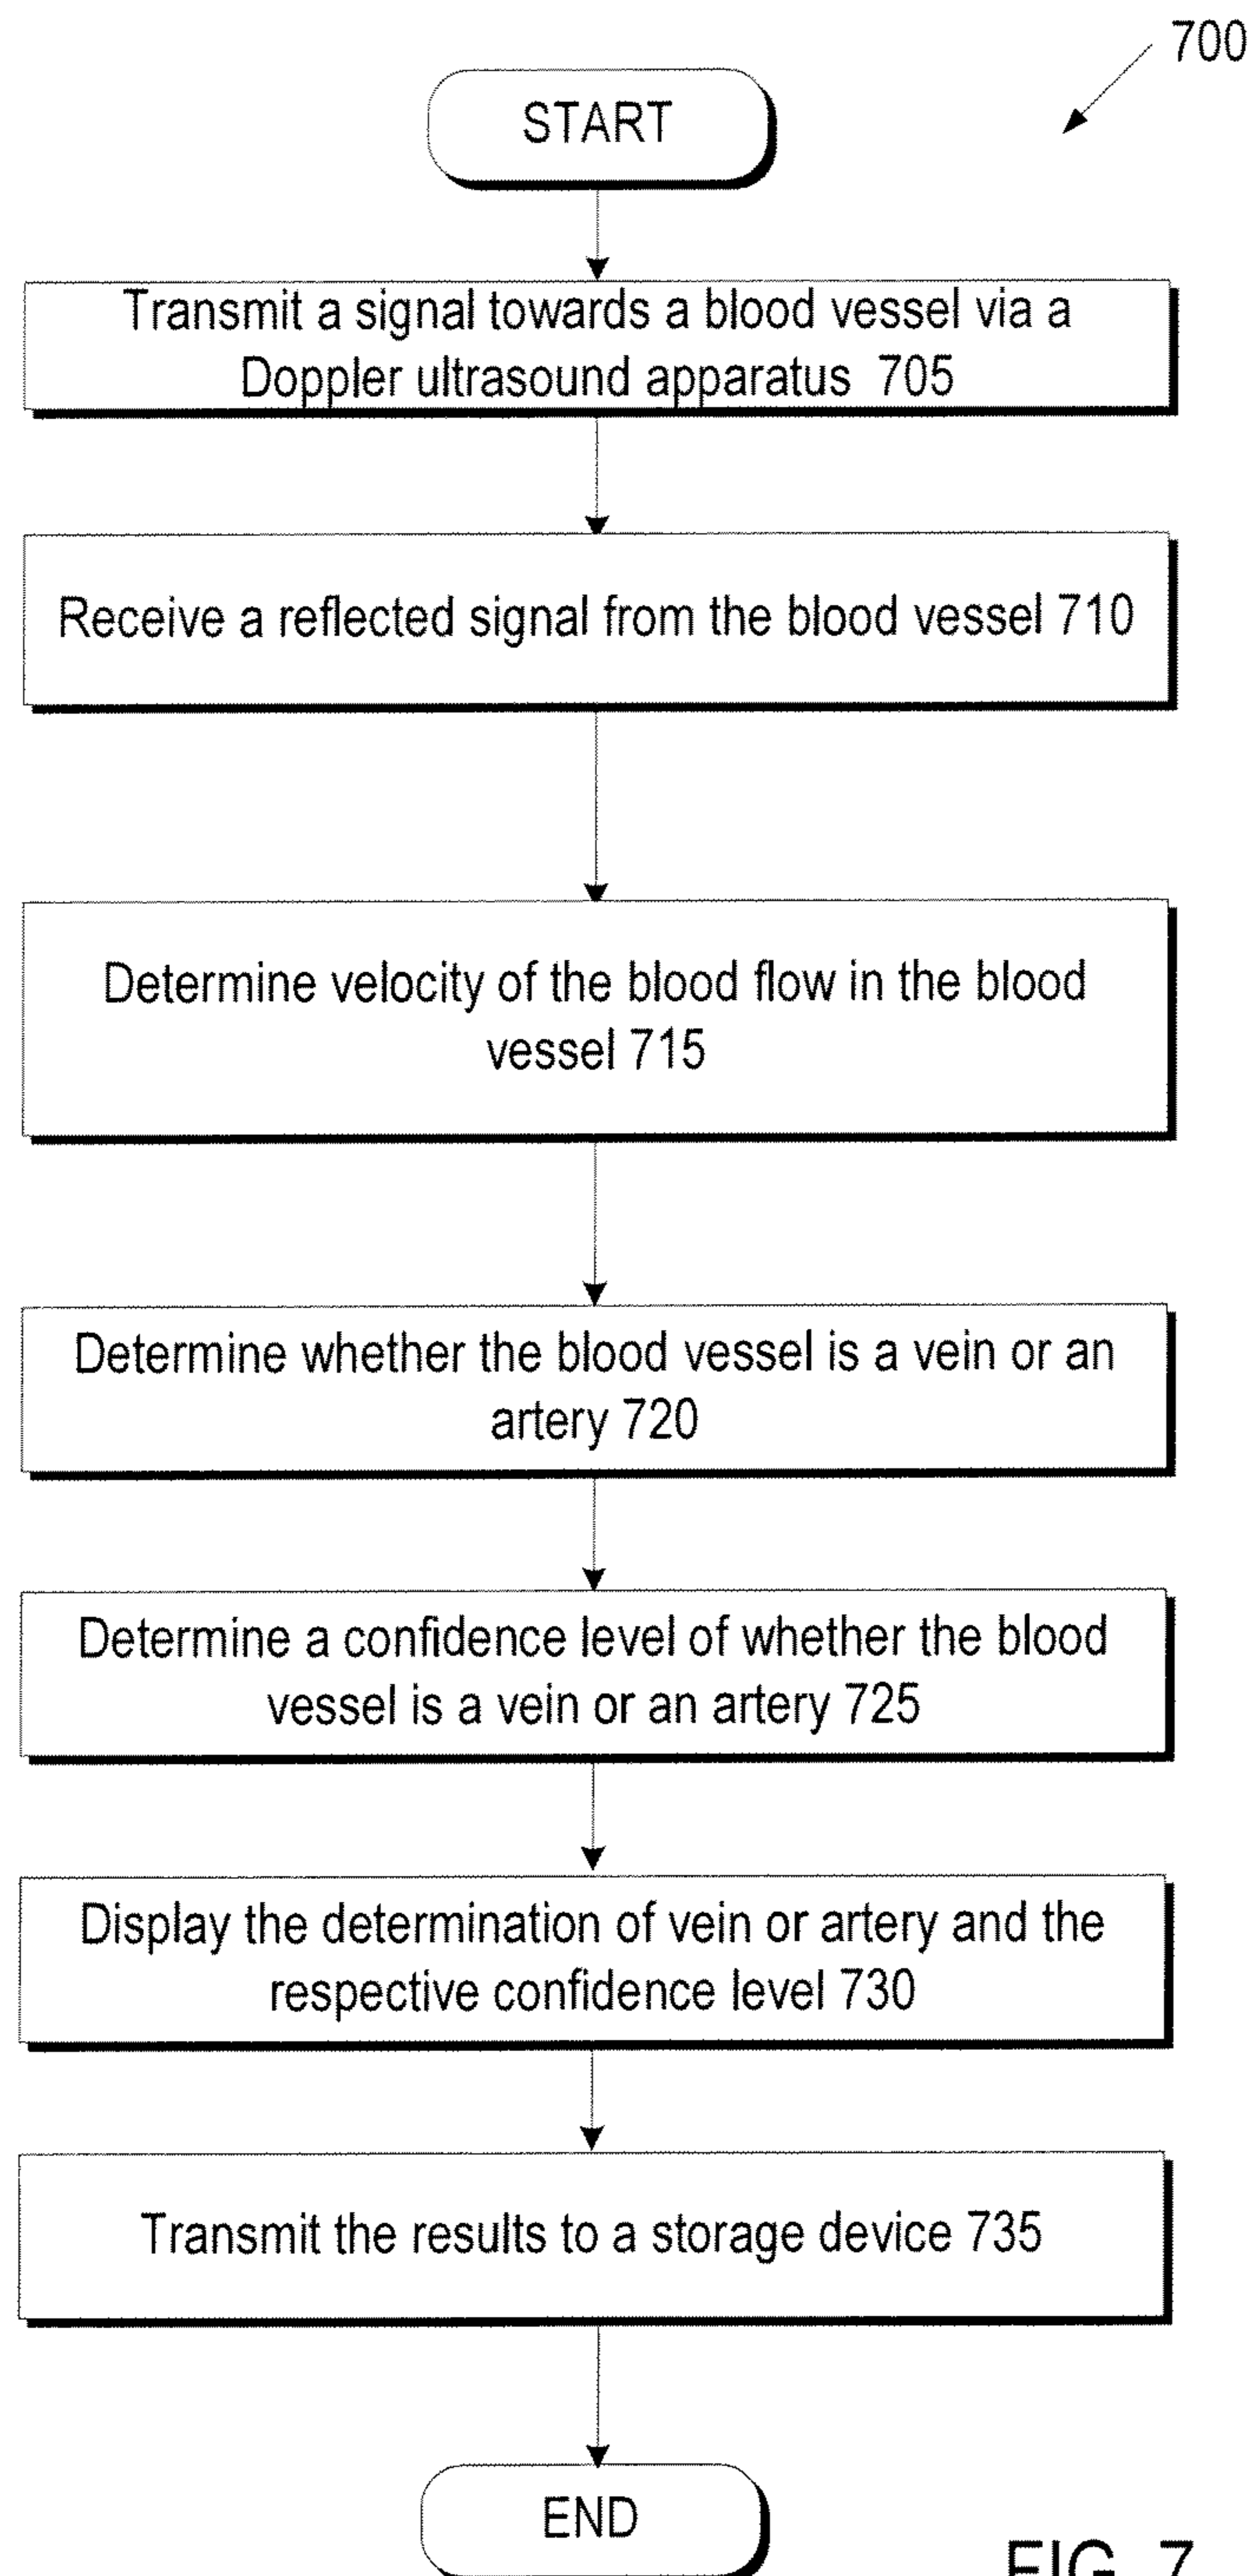 700
START
Transmit a signal towards a blood vessel via a
Doppler ultrasound apparatus 705
Receive a reflected signal from the blood vessel 710
Determine velocity of the blood flow in the blood
vessel 715
Determine whether the blood vessel is a vein or an
artery 720
Determine a confidence level of whether the blood
vessel is a vein or an artery 725
Display the determination of vein or artery and the
respective confidence level 730
Transmit the results to a storage device 735
END
FIG. 7